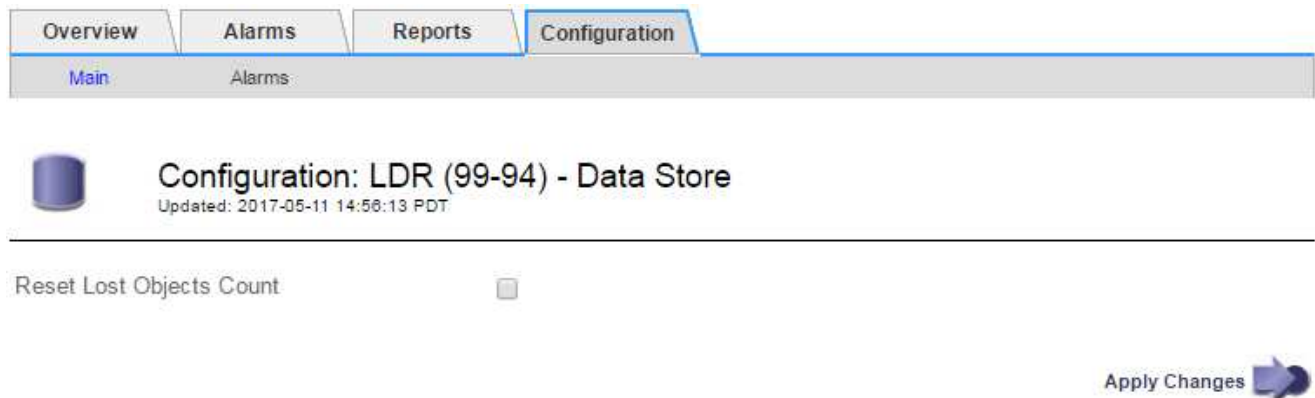 Overview Alarms Reports Configuration
Main Alarms
Configuration: LDR (99-94) - Data Store
Updated: 2017-05-11 14:56:13 PDT
Reset Lost Objects Count
Apply Changes